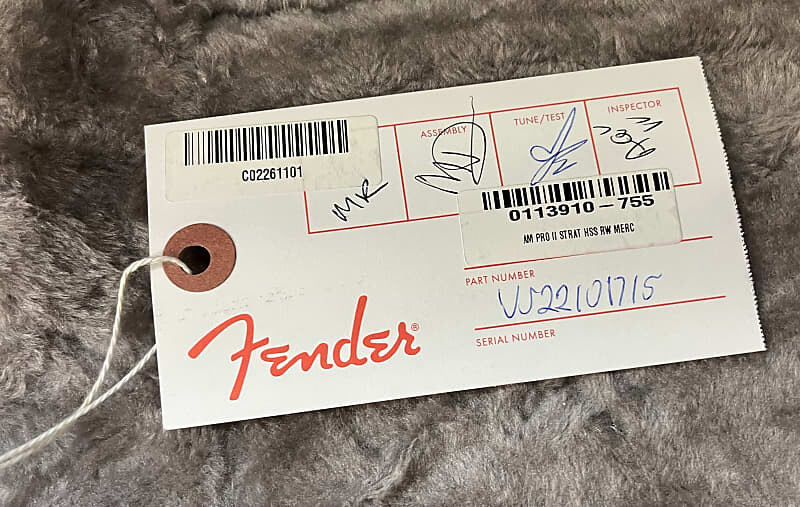 C02261101
ASSEMBLY
TUNE/TEST
INSPECTOR
MR
0113910-755
AM PRO II STRAT HSS RW MERC
PART NUMBER
Fender®
SERIAL NUMBER